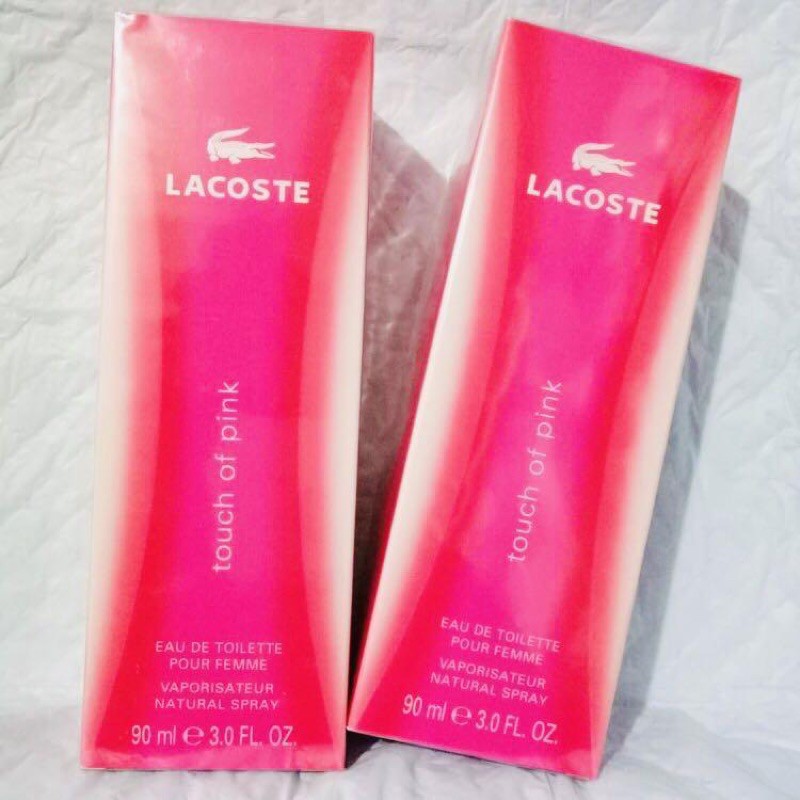 LACOSTE
touch of pink
EAU DE TOILETTE
POUR FEMME
VAPORISATEUR
NATURAL SPRAY
90 ml e 3.0 FL. OZ.
LACOSTE
touch of pink
EAU DE TOILETTE
POUR FEMME
VAPORISATEUR
NATURAL SPRAY
90 ml e 3.0 FL. OZ.